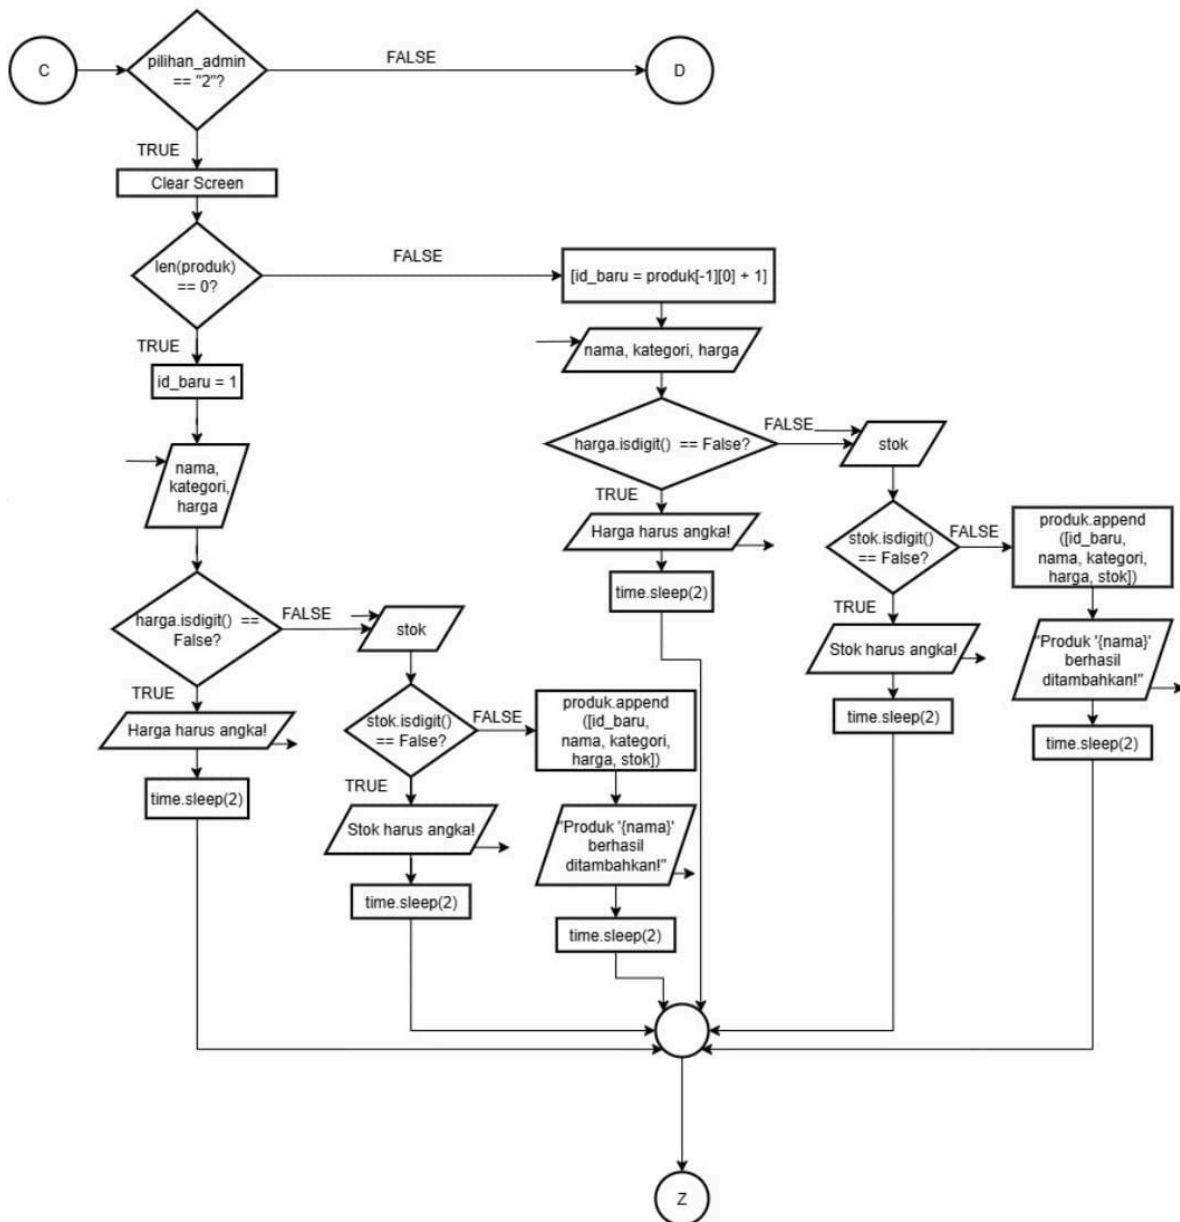 C
pilihan_admin
== "2"?
FALSE
D
TRUE
Clear Screen
len(produk)
== 0?
FALSE
[id_baru = produk[-1][0] + 1]
TRUE
id_baru = 1
nama, kategori, harga
nama,
kategori,
harga
harga.isdigit() == False?
FALSE
stok
TRUE
Harga harus angka!
time.sleep(2)
stok.isdigit()
== False?
FALSE
produk.append
([id_baru,
nama, kategori,
harga, stok])
TRUE
Stok harus angka!
time.sleep(2)
"Produk '{nama}'
berhasil
ditambahkan!"
time.sleep(2)
harga.isdigit() ==
False?
FALSE
stok
TRUE
Harga harus angka!
time.sleep(2)
stok.isdigit()
== False?
FALSE
produk.append
([id_baru,
nama, kategori,
harga, stok])
TRUE
Stok harus angka!
time.sleep(2)
"Produk '{nama}'
berhasil
ditambahkan!"
time.sleep(2)
Z